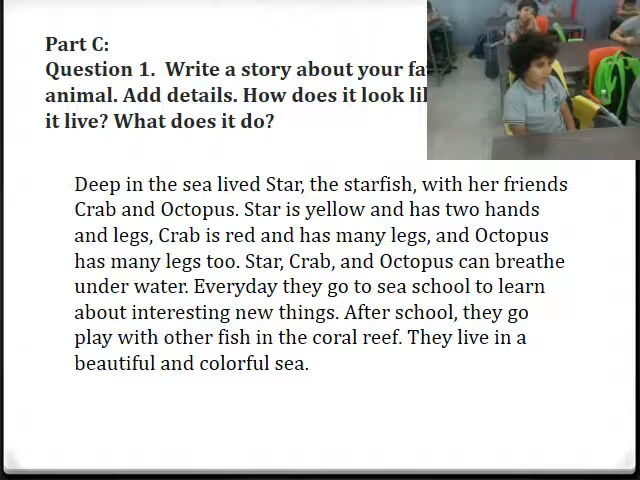 Part C:
Question 1. Write a story about your
animal. Add details. How does it look
it live? What does it do?
Deep in the sea lived Star, the starfish, with her friends
Crab and Octopus. Star is yellow and has two hands
and legs, Crab is red and has many legs, and Octopus
has many legs too. Star, Crab, and Octopus can breathe
under water. Everyday they go to sea school to learn
about interesting new things. After school, they go
play with other fish in the coral reef. They live in a
beautiful and colorful sea.